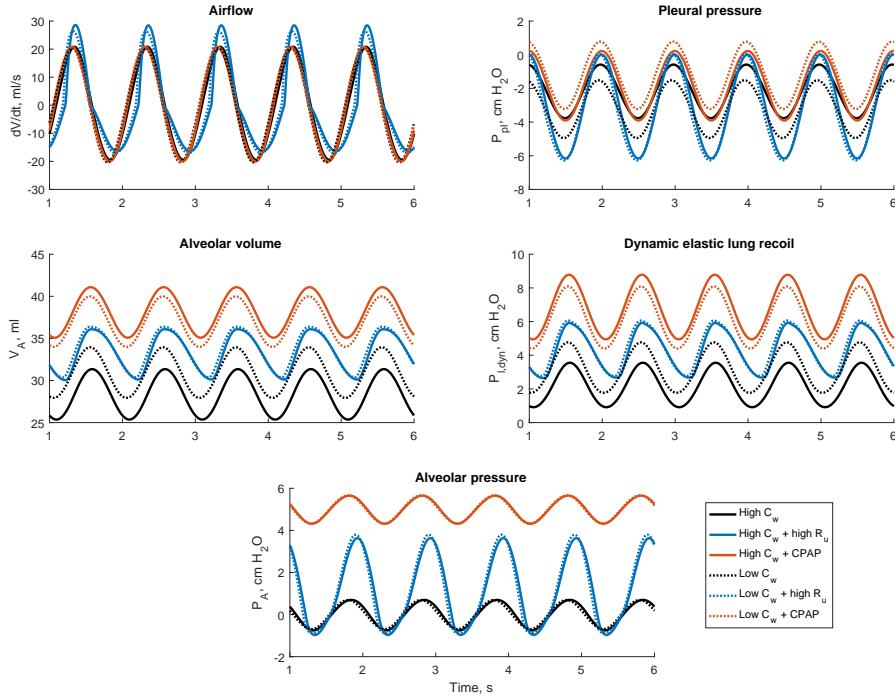 Airflow
dV/dt, ml/s
30
20
10
0
-10
-20
-30
1 2 3 4 5 6
Pleural pressure
P_pl, cm H_2O
2
0
-2
-4
-6
-8
1 2 3 4 5 6
Alveolar volume
V_A, ml
45
40
35
30
25
1 2 3 4 5 6
Dynamic elastic lung recoil
P_l,dyn, cm H_2O
10
8
6
4
2
0
1 2 3 4 5 6
Alveolar pressure
P_A, cm H_2O
6
4
2
0
-2
1 2 3 4 5 6
Time, s
High C_w
High C_w + high R_u
High C_w + CPAP
Low C_w
Low C_w + high R_u
Low C_w + CPAP